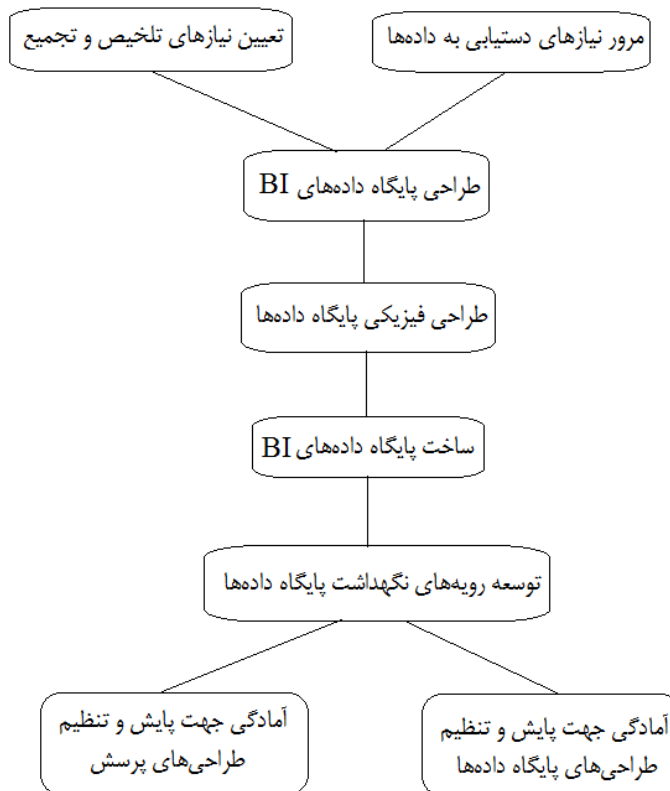 مرور نیازهای دستیابی به داده‌ها
تعیین نیازهای تلخیص و تجمیع
طراحی پایگاه داده‌های BI
طراحی فیزیکی پایگاه داده‌ها
ساخت پایگاه داده‌های BI
توسعه رویه‌های نگهداشت پایگاه داده‌ها
آمادگی جهت پایش و تنظیم
طراحی‌های پایگاه داده‌ها
آمادگی جهت پایش و تنظیم
طراحی‌های پرسش